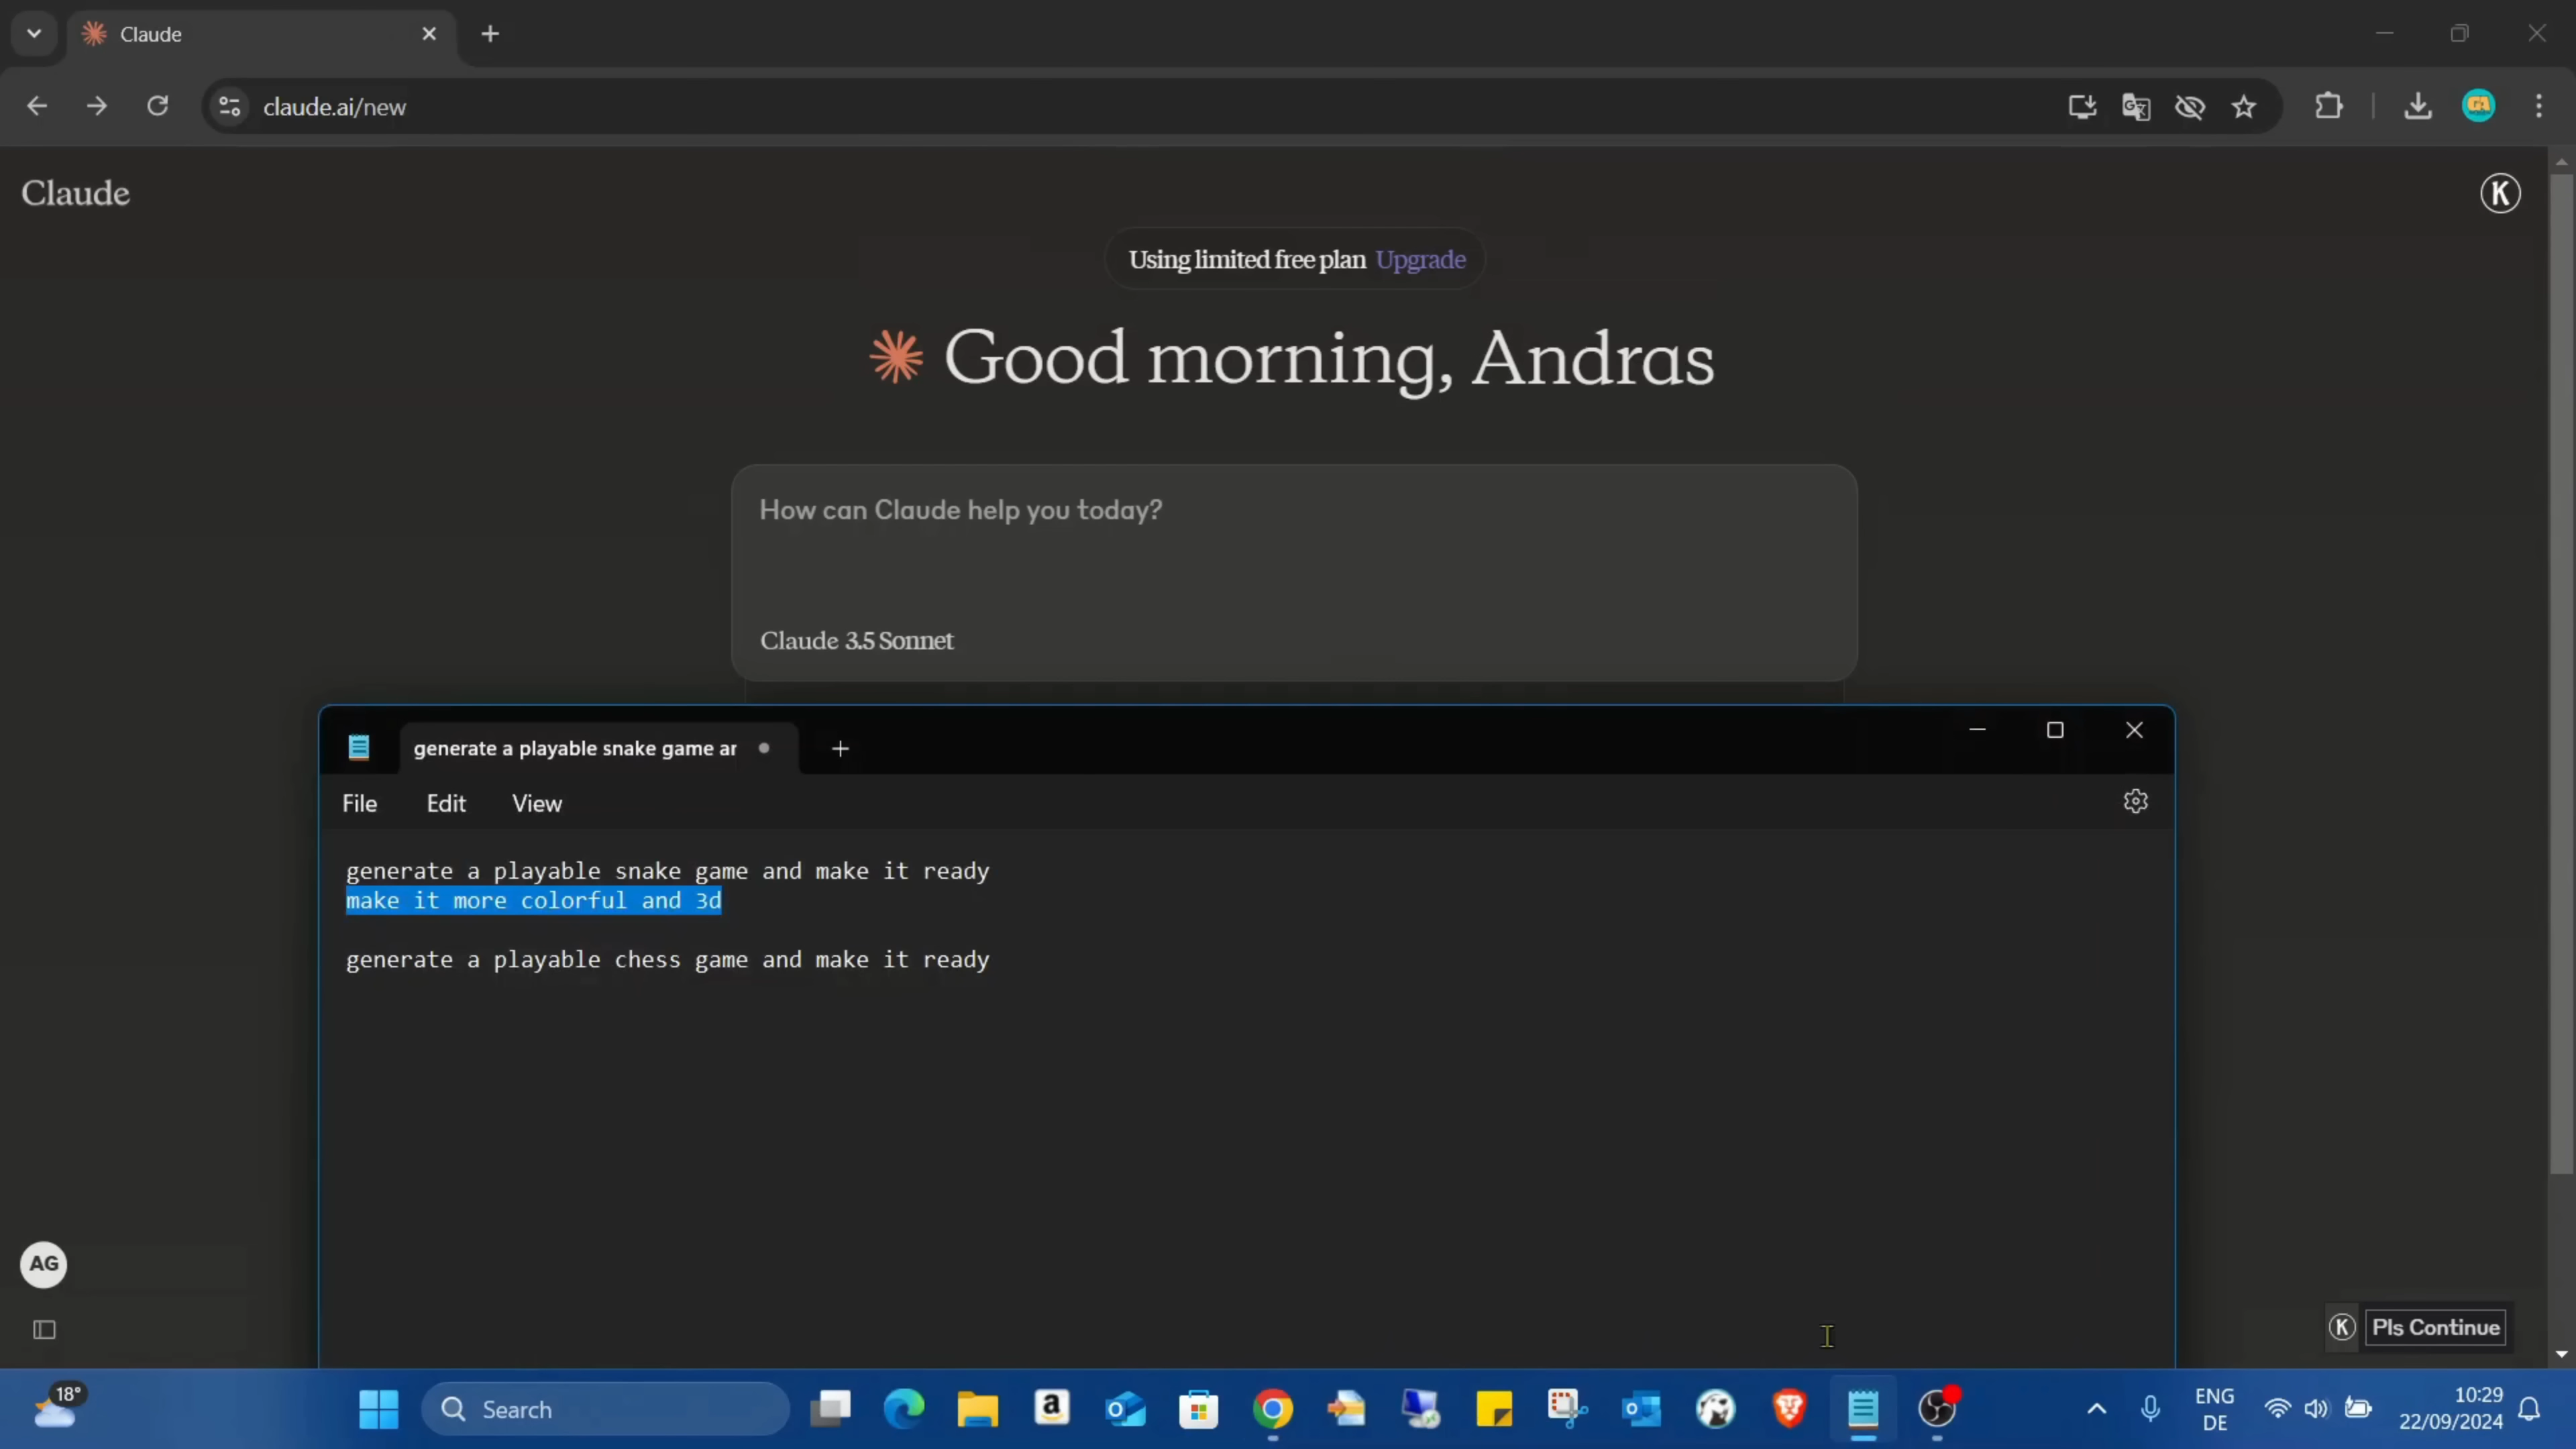 Claude
claude.ai/new
Claude
K
Using limited free plan Upgrade
Good morning, Andras
How can Claude help you today?
Claude 3.5 Sonnet
generate a playable snake game ar
File Edit View
generate a playable snake game and make it ready
make it more colorful and 3d
generate a playable chess game and make it ready
AG
K Pls Continue
18°
Search
a
ENG
DE
10:29
22/09/2024